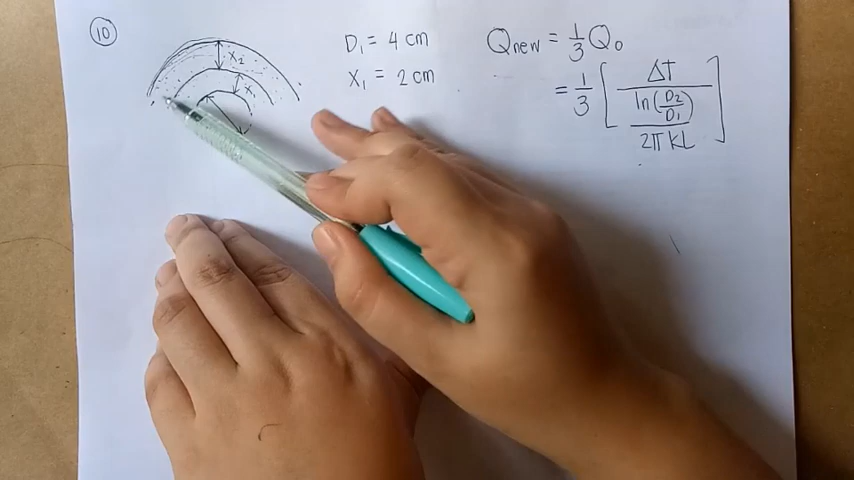 10
X₂
X₁
D₁ = 4 cm
X₁ = 2 cm
Qnew = 1/3 Q₀
= 1/3 [ ΔT / ( ln(D₂/D₁) / 2πKL ) ]